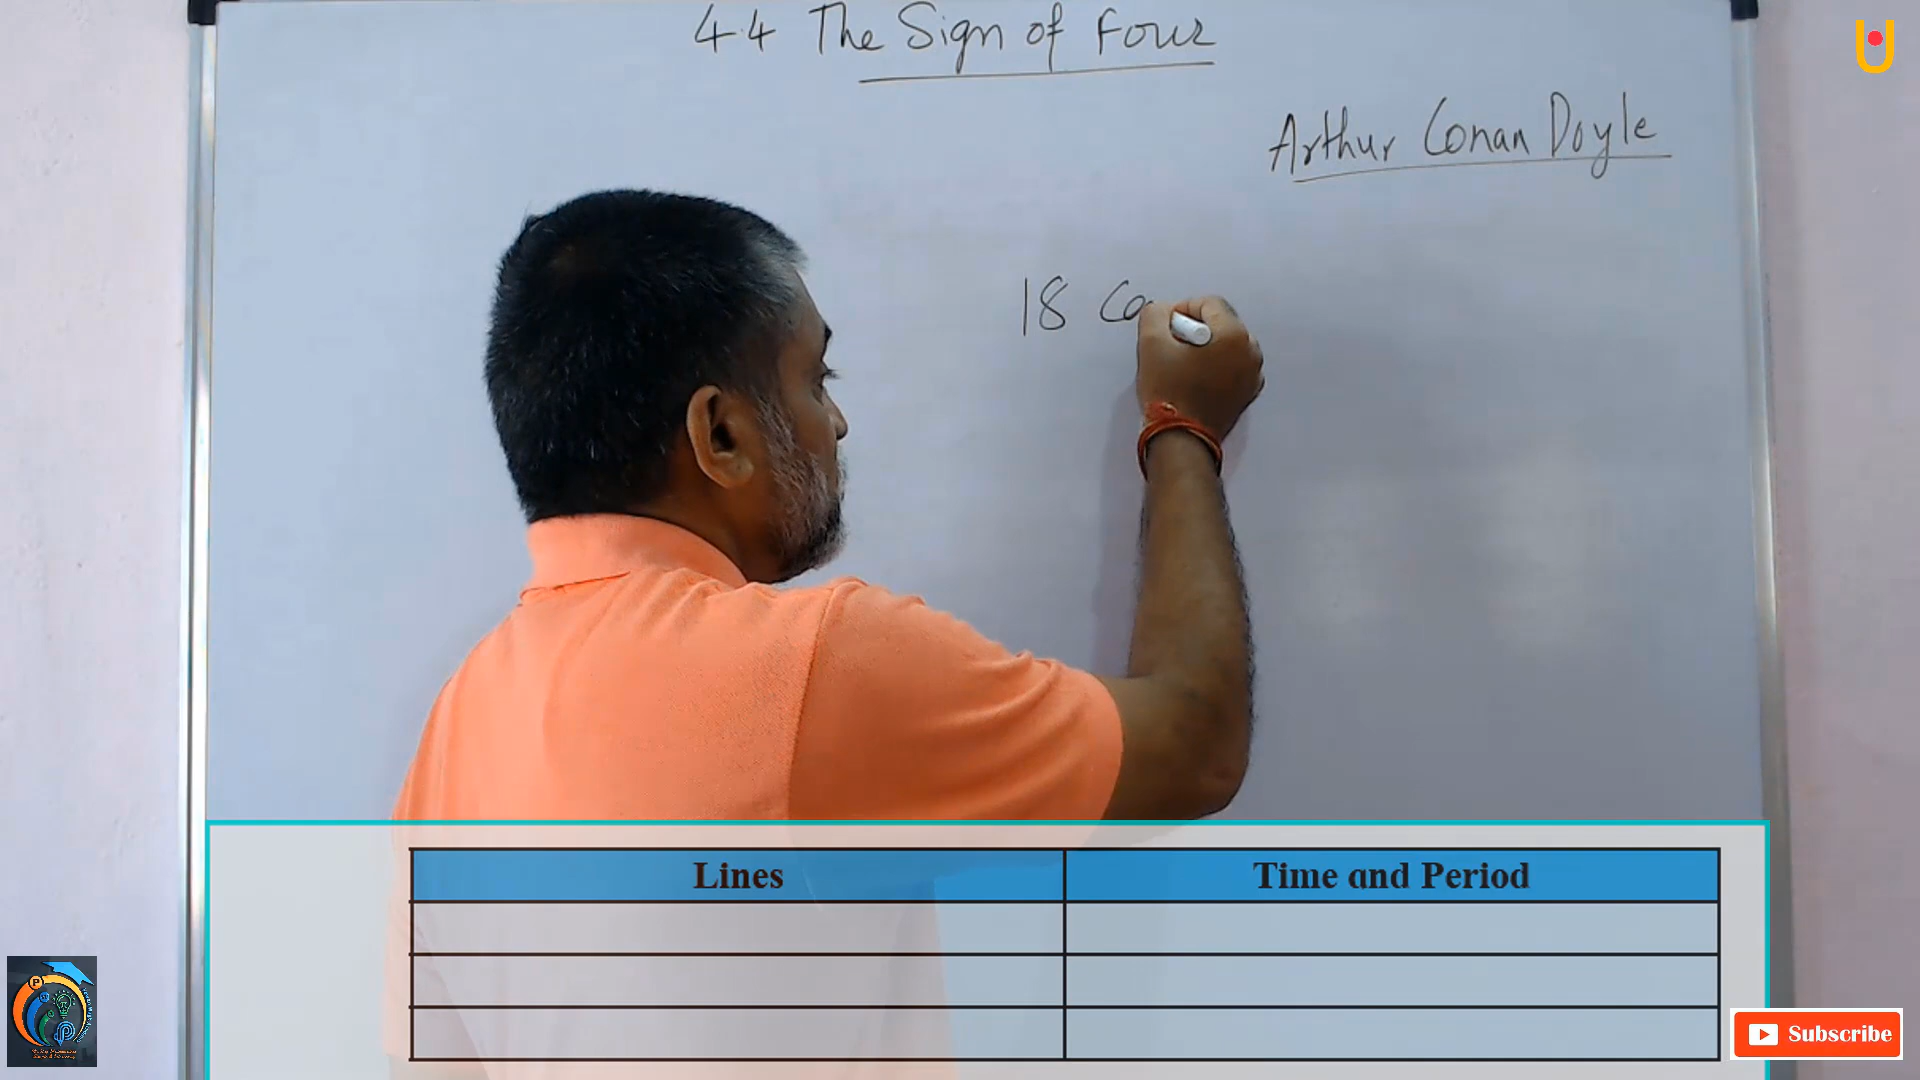 4.4 The Sign of Four
Arthur Conan Doyle
18
Lines
Time and Period
Subscribe